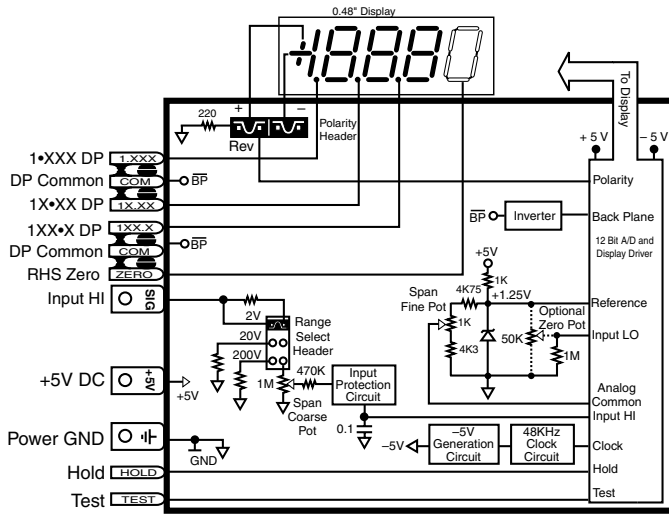 0.48" Display
To Display
220
+
−
Polarity
Header
Rev
+ 5 V
− 5 V
1•XXX DP
1.XXX
DP Common
COM
BP
1X•XX DP
1X.XX
1XX•X DP
1XX.X
DP Common
COM
BP
RHS Zero
ZERO
Input HI
SIG
+5V DC
+5V
+5V
Power GND
GND
Hold
HOLD
Test
TEST
2V
20V
200V
Range
Select
Header
1M
470K
Span
Coarse
Pot
Input
Protection
Circuit
0.1
BP
Inverter
+5V
1K
4K75
+1.25V
Span
Fine Pot
1K
4K3
50K
Optional
Zero Pot
1M
–5V
–5V
Generation
Circuit
48KHz
Clock
Circuit
Polarity
Back Plane
12 Bit A/D and
Display Driver
Reference
Input LO
Analog
Common
Input HI
Clock
Hold
Test